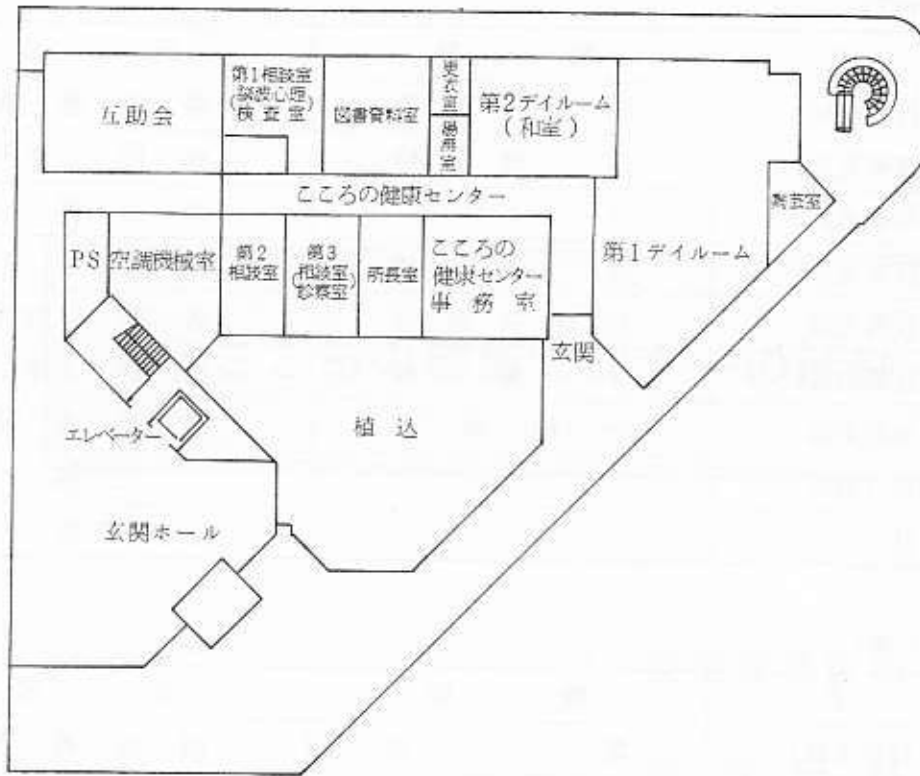 互助会
第1相談室
(脳波心理)
検査室
図書資料室
更衣室
湯沸室
第2デイルーム
(和室)
こころの健康センター
陶芸室
PS
空調機械室
第2
相談室
第3
(相談室)
診察室
所長室
こころの
健康センター
事務室
第1デイルーム
玄関
植込
エレベーター
玄関ホール